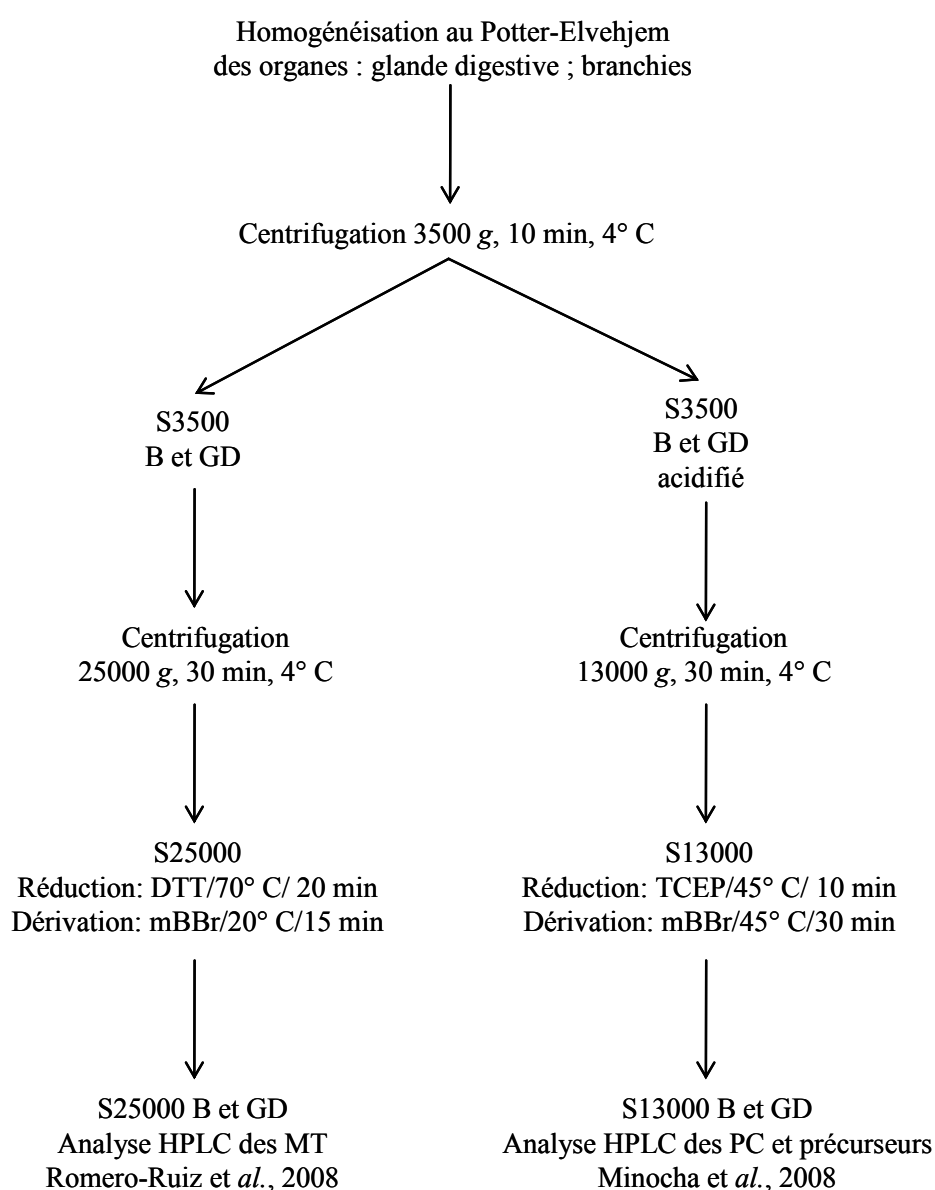 Homogénéisation au Potter-Elvehjem
des organes : glande digestive ; branchies
Centrifugation 3500 g, 10 min, 4° C
S3500
B et GD
S3500
B et GD
acidifié
Centrifugation
25000 g, 30 min, 4° C
Centrifugation
13000 g, 30 min, 4° C
S25000
Réduction: DTT/70° C/ 20 min
Dérivation: mBBr/20° C/15 min
S13000
Réduction: TCEP/45° C/ 10 min
Dérivation: mBBr/45° C/30 min
S25000 B et GD
Analyse HPLC des MT
Romero-Ruiz et al., 2008
S13000 B et GD
Analyse HPLC des PC et précurseurs
Minocha et al., 2008